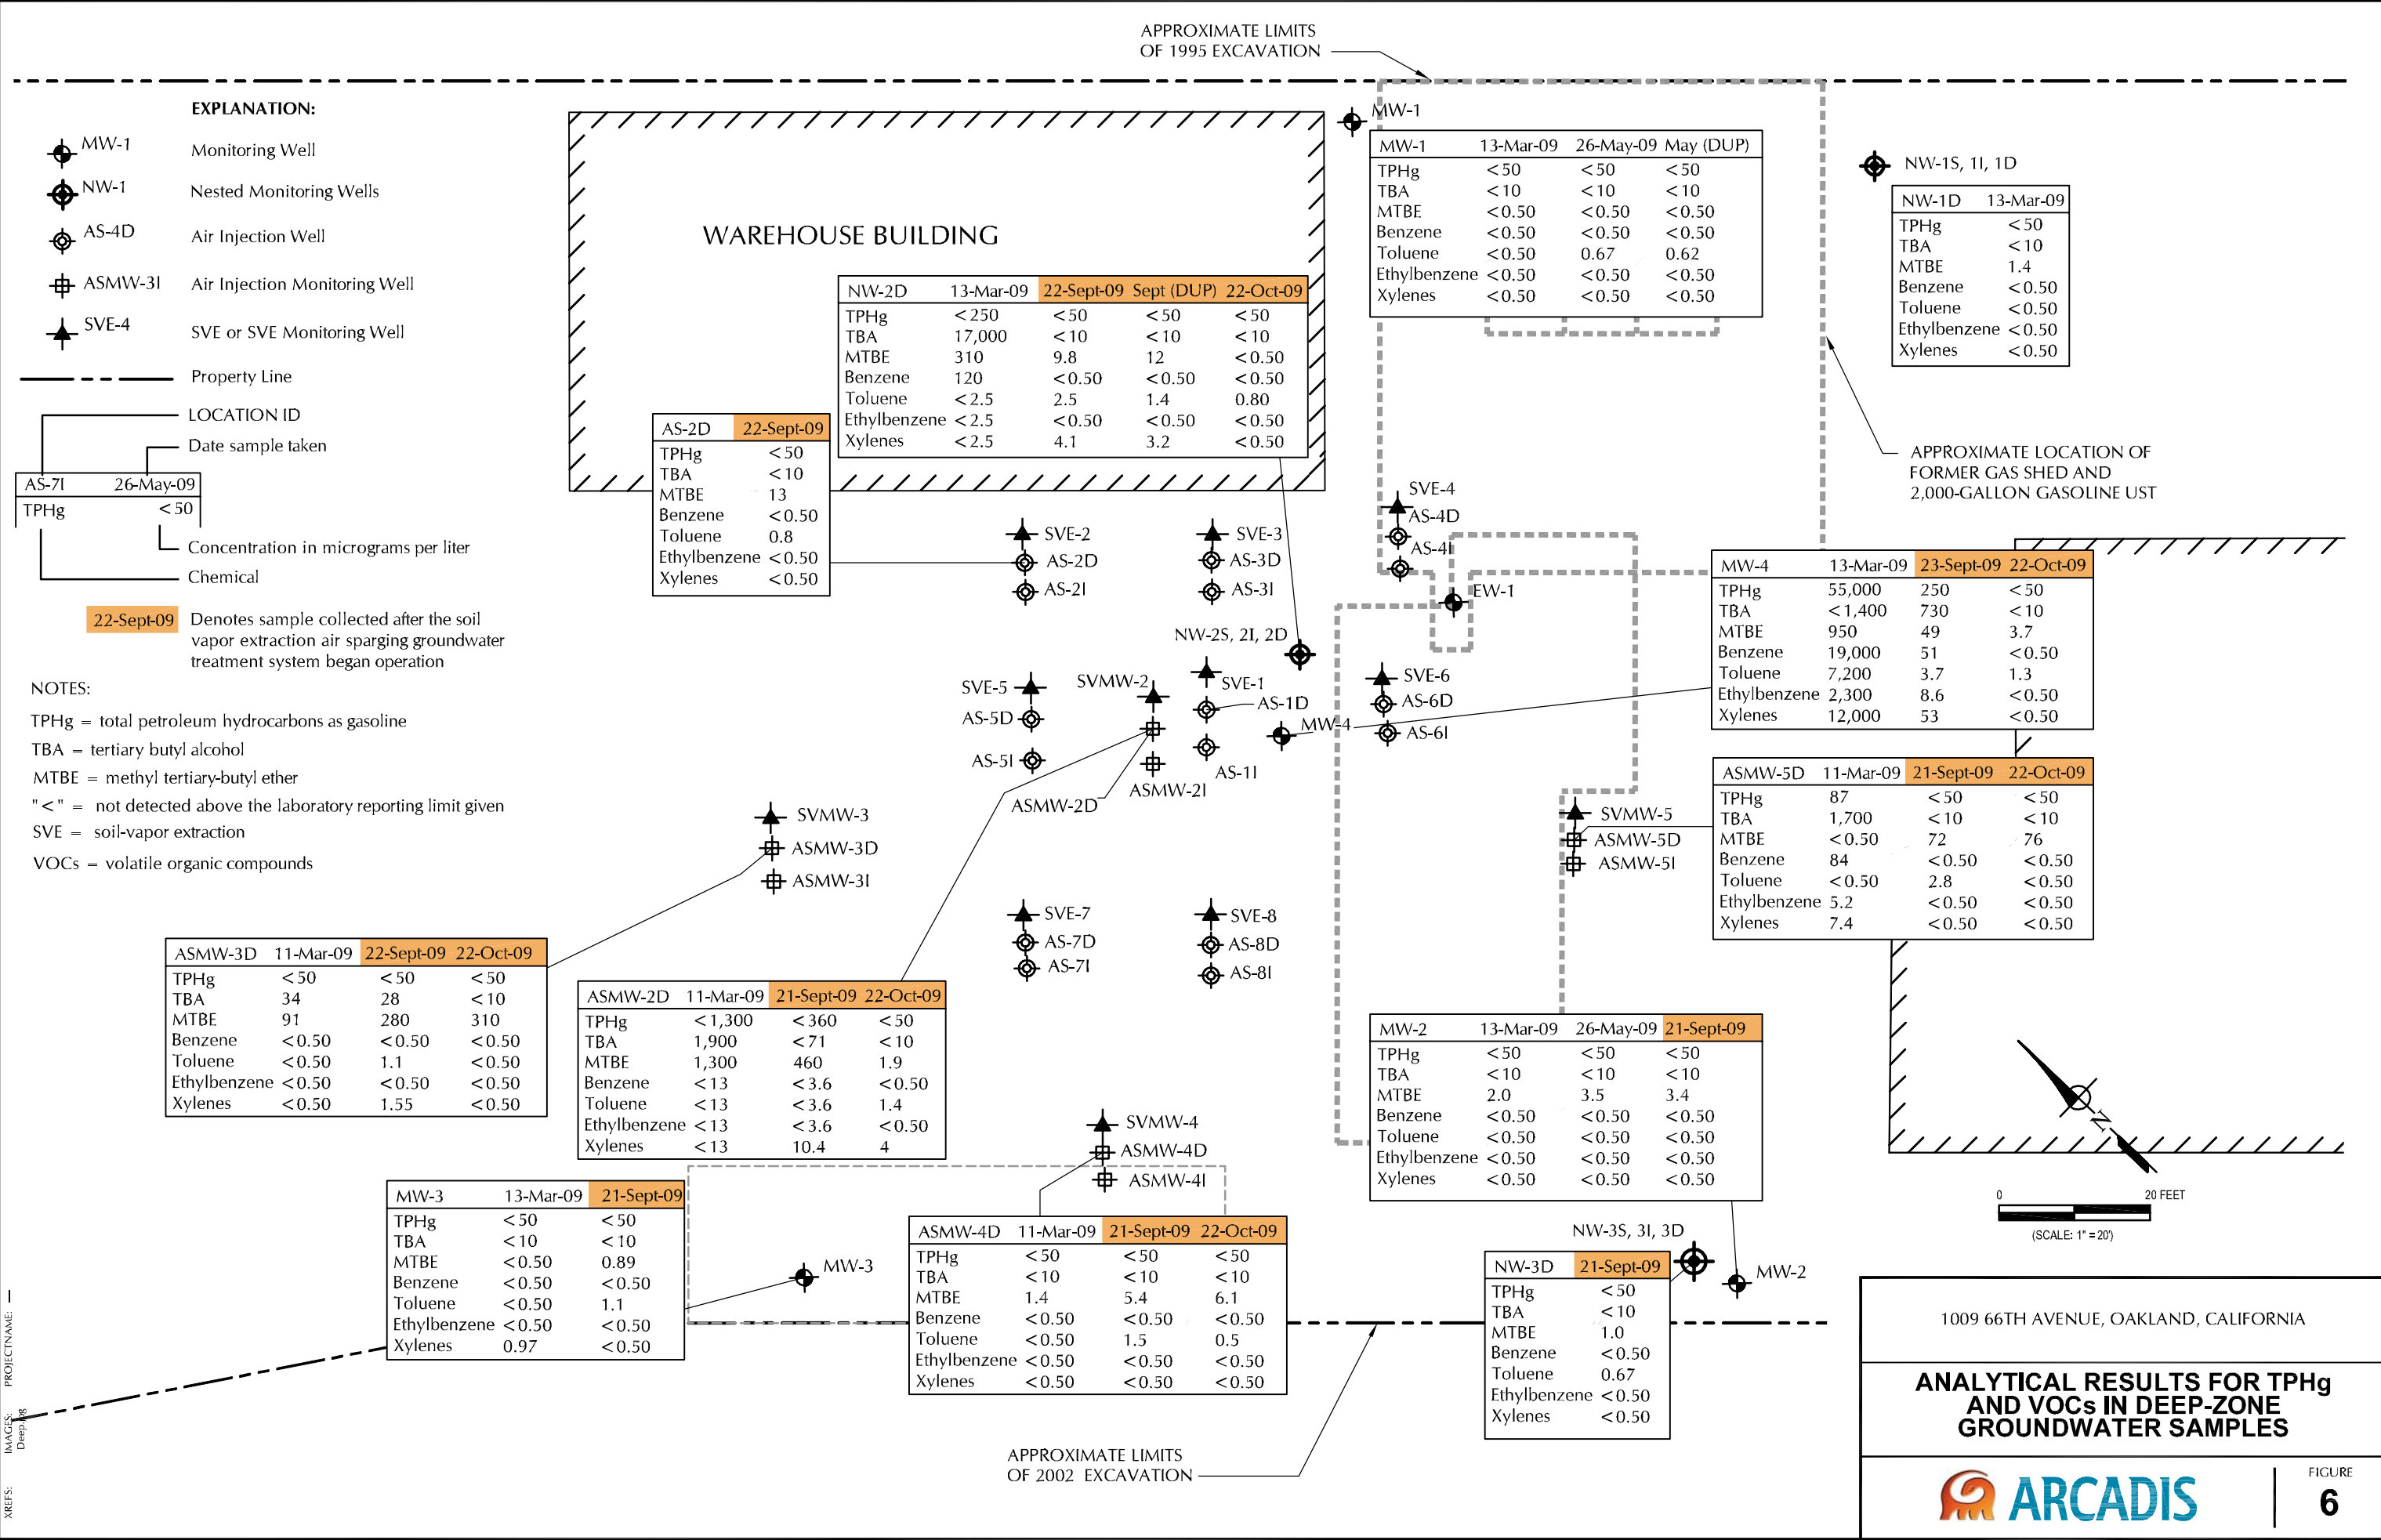 APPROXIMATE LIMITS
OF 1995 EXCAVATION
EXPLANATION:
MW-1
Monitoring Well
NW-1
Nested Monitoring Wells
AS-4D
Air Injection Well
ASMW-3I
Air Injection Monitoring Well
SVE-4
SVE or SVE Monitoring Well
Property Line
LOCATION ID
Date sample taken
AS-7I 26-May-09
TPHg <50
Concentration in micrograms per liter
Chemical
22-Sept-09
Denotes sample collected after the soil
vapor extraction air sparging groundwater
treatment system began operation
NOTES:
TPHg = total petroleum hydrocarbons as gasoline
TBA = tertiary butyl alcohol
MTBE = methyl tertiary-butyl ether
"<" = not detected above the laboratory reporting limit given
SVE = soil-vapor extraction
VOCs = volatile organic compounds
WAREHOUSE BUILDING
MW-1
MW-1 13-Mar-09 26-May-09 May (DUP)
TPHg <50 <50 <50
TBA <10 <10 <10
MTBE <0.50 <0.50 <0.50
Benzene <0.50 <0.50 <0.50
Toluene <0.50 0.67 0.62
Ethylbenzene <0.50 <0.50 <0.50
Xylenes <0.50 <0.50 <0.50
NW-1S, 1I, 1D
NW-1D 13-Mar-09
TPHg <50
TBA <10
MTBE 1.4
Benzene <0.50
Toluene <0.50
Ethylbenzene <0.50
Xylenes <0.50
NW-2D 13-Mar-09 22-Sept-09 Sept (DUP) 22-Oct-09
TPHg <250 <50 <50 <50
TBA 17,000 <10 <10 <10
MTBE 310 9.8 12 <0.50
Benzene 120 <0.50 <0.50 <0.50
Toluene <2.5 2.5 1.4 0.80
Ethylbenzene <2.5 <0.50 <0.50 <0.50
Xylenes <2.5 4.1 3.2 <0.50
AS-2D 22-Sept-09
TPHg <50
TBA <10
MTBE 13
Benzene <0.50
Toluene 0.8
Ethylbenzene <0.50
Xylenes <0.50
APPROXIMATE LOCATION OF
FORMER GAS SHED AND
2,000-GALLON GASOLINE UST
SVE-4
AS-4D
AS-4I
EW-1
SVE-2
AS-2D
AS-2I
SVE-3
AS-3D
AS-3I
NW-2S, 2I, 2D
MW-4 13-Mar-09 23-Sept-09 22-Oct-09
TPHg 55,000 250 <50
TBA <1,400 730 <10
MTBE 950 49 3.7
Benzene 19,000 51 <0.50
Toluene 7,200 3.7 1.3
Ethylbenzene 2,300 8.6 <0.50
Xylenes 12,000 53 <0.50
SVE-5
AS-5D
AS-5I
SVMW-2
ASMW-2D
ASMW-2I
SVE-1
AS-1D
AS-1I
MW-4
SVE-6
AS-6D
AS-6I
ASMW-5D 11-Mar-09 21-Sept-09 22-Oct-09
TPHg 87 <50 <50
TBA 1,700 <10 <10
MTBE <0.50 72 76
Benzene 84 <0.50 <0.50
Toluene <0.50 2.8 <0.50
Ethylbenzene 5.2 <0.50 <0.50
Xylenes 7.4 <0.50 <0.50
SVMW-3
ASMW-3D
ASMW-3I
SVMW-5
ASMW-5D
ASMW-5I
SVE-7
AS-7D
AS-7I
SVE-8
AS-8D
AS-8I
ASMW-3D 11-Mar-09 22-Sept-09 22-Oct-09
TPHg <50 <50 <50
TBA 34 28 <10
MTBE 91 280 310
Benzene <0.50 <0.50 <0.50
Toluene <0.50 1.1 <0.50
Ethylbenzene <0.50 <0.50 <0.50
Xylenes <0.50 1.55 <0.50
ASMW-2D 11-Mar-09 21-Sept-09 22-Oct-09
TPHg <1,300 <360 <50
TBA 1,900 <71 <10
MTBE 1,300 460 1.9
Benzene <13 <3.6 <0.50
Toluene <13 <3.6 1.4
Ethylbenzene <13 <3.6 <0.50
Xylenes <13 10.4 4
MW-2 13-Mar-09 26-May-09 21-Sept-09
TPHg <50 <50 <50
TBA <10 <10 <10
MTBE 2.0 3.5 3.4
Benzene <0.50 <0.50 <0.50
Toluene <0.50 <0.50 <0.50
Ethylbenzene <0.50 <0.50 <0.50
Xylenes <0.50 <0.50 <0.50
SVMW-4
ASMW-4D
ASMW-4I
MW-3 13-Mar-09 21-Sept-09
TPHg <50 <50
TBA <10 <10
MTBE <0.50 0.89
Benzene <0.50 <0.50
Toluene <0.50 1.1
Ethylbenzene <0.50 <0.50
Xylenes 0.97 <0.50
MW-3
ASMW-4D 11-Mar-09 21-Sept-09 22-Oct-09
TPHg <50 <50 <50
TBA <10 <10 <10
MTBE 1.4 5.4 6.1
Benzene <0.50 <0.50 <0.50
Toluene <0.50 1.5 0.5
Ethylbenzene <0.50 <0.50 <0.50
Xylenes <0.50 <0.50 <0.50
NW-3S, 3I, 3D
MW-2
NW-3D 21-Sept-09
TPHg <50
TBA <10
MTBE 1.0
Benzene <0.50
Toluene 0.67
Ethylbenzene <0.50
Xylenes <0.50
N
0 20 FEET
(SCALE: 1" = 20')
APPROXIMATE LIMITS
OF 2002 EXCAVATION
1009 66TH AVENUE, OAKLAND, CALIFORNIA
ANALYTICAL RESULTS FOR TPHg
AND VOCs IN DEEP-ZONE
GROUNDWATER SAMPLES
ARCADIS
FIGURE
6
XREFS: IMAGES: PROJECTNAME: